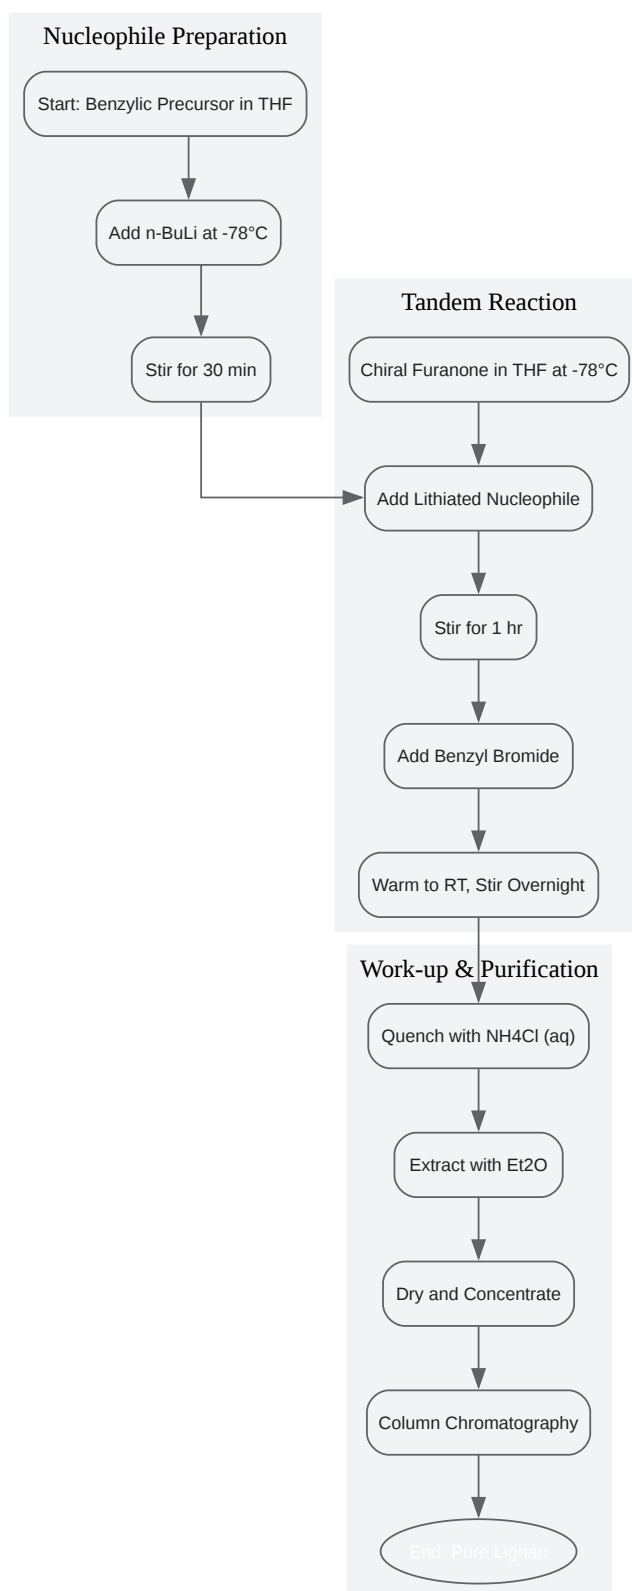 Nucleophile Preparation
Start: Benzylic Precursor in THF
Add n-BuLi at -78°C
Stir for 30 min
Tandem Reaction
Chiral Furanone in THF at -78°C
Add Lithiated Nucleophile
Stir for 1 hr
Add Benzyl Bromide
Warm to RT, Stir Overnight
Work-up & Purification
Quench with NH4Cl (aq)
Extract with Et2O
Dry and Concentrate
Column Chromatography
End: Pure Lignan